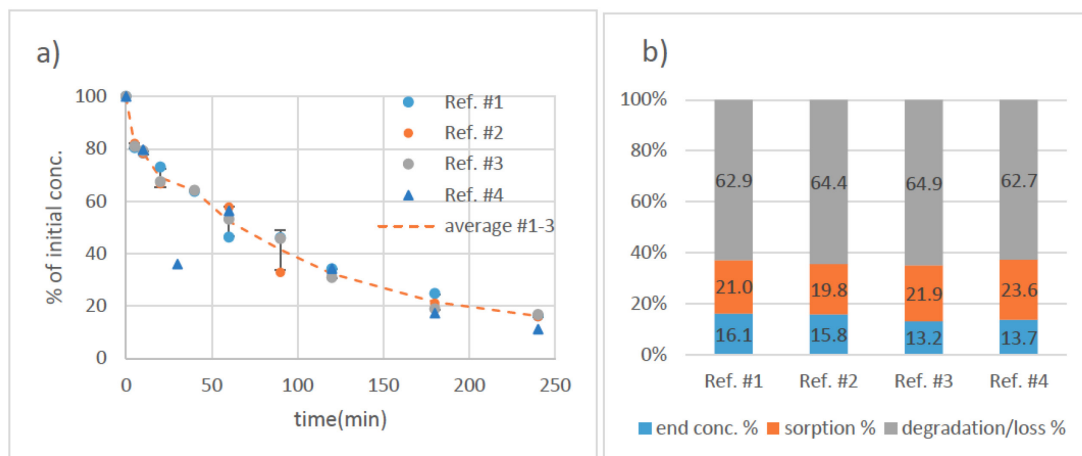 a)
100
80
60
40
20
0
% of initial conc.
0 50 100 150 200 250
time(min)
Ref. #1
Ref. #2
Ref. #3
Ref. #4
average #1-3
b)
100%
80%
60%
40%
20%
0%
62.9 64.4 64.9 62.7
21.0 19.8 21.9 23.6
16.1 15.8 13.2 13.7
Ref. #1 Ref. #2 Ref. #3 Ref. #4
end conc. % sorption % degradation/loss %